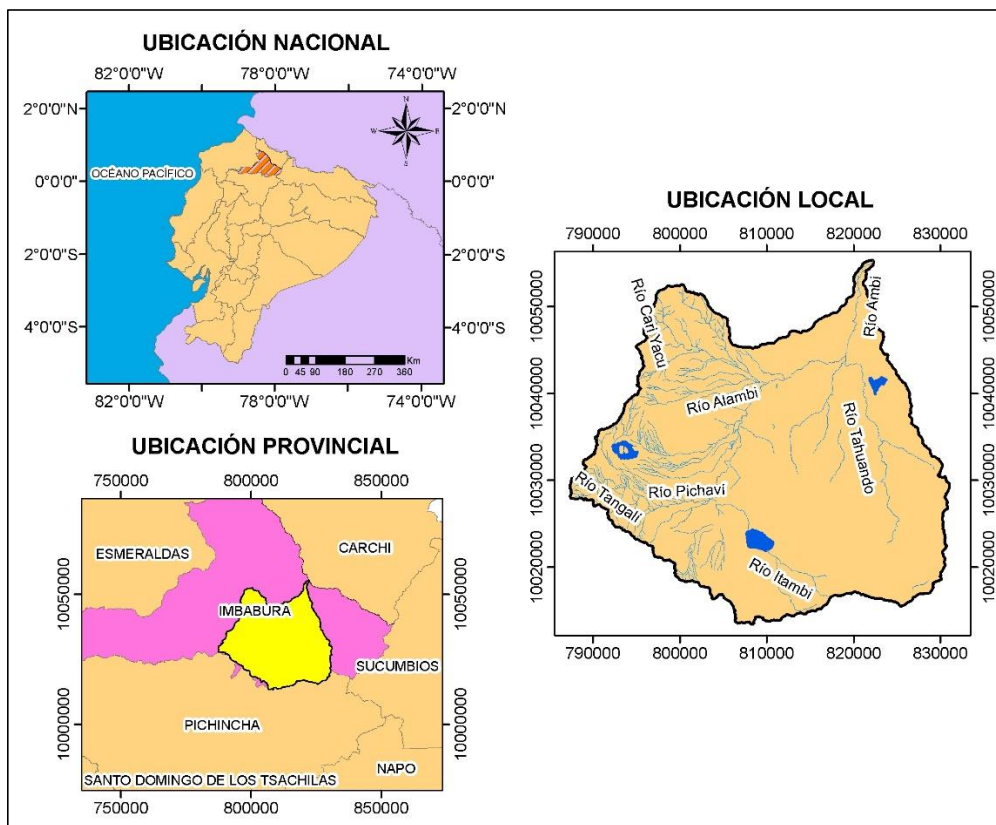 UBICACIÓN NACIONAL
82°0'0"W 78°0'0"W 74°0'0"W
2°0'0"N 2°0'0"N
N
W E
S
OCÉANO PACÍFICO
0°0'0" 0°0'0"
2°0'0"S 2°0'0"S
4°0'0"S 4°0'0"S
Km
0 45 90 180 270 360
82°0'0"W 78°0'0"W 74°0'0"W
UBICACIÓN PROVINCIAL
750000 800000 850000
ESMERALDAS
CARCHI
10050000 10050000
IMBABURA
SUCUMBIOS
10000000 10000000
PICHINCHA
NAPO
SANTO DOMINGO DE LOS TSACHILAS
750000 800000 850000
UBICACIÓN LOCAL
790000 800000 810000 820000 830000
10050000 10050000
Río Cari Yacu
Río Ambi
10040000 10040000
Río Alambi
Río Tahuando
10030000 10030000
Río Tangalí
Río Pichaví
10020000 10020000
Río Itambi
790000 800000 810000 820000 830000